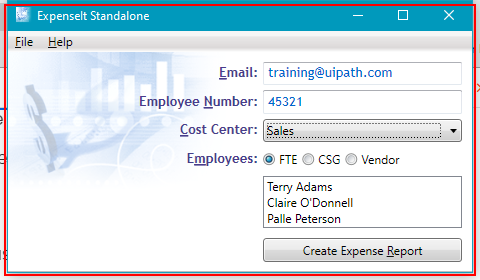 ExpenseIt Standalone
File Help
Email: training@uipath.com
Employee Number: 45321
Cost Center: Sales
Employees: FTE CSG Vendor
Terry Adams
Claire O'Donnell
Palle Peterson
Create Expense Report